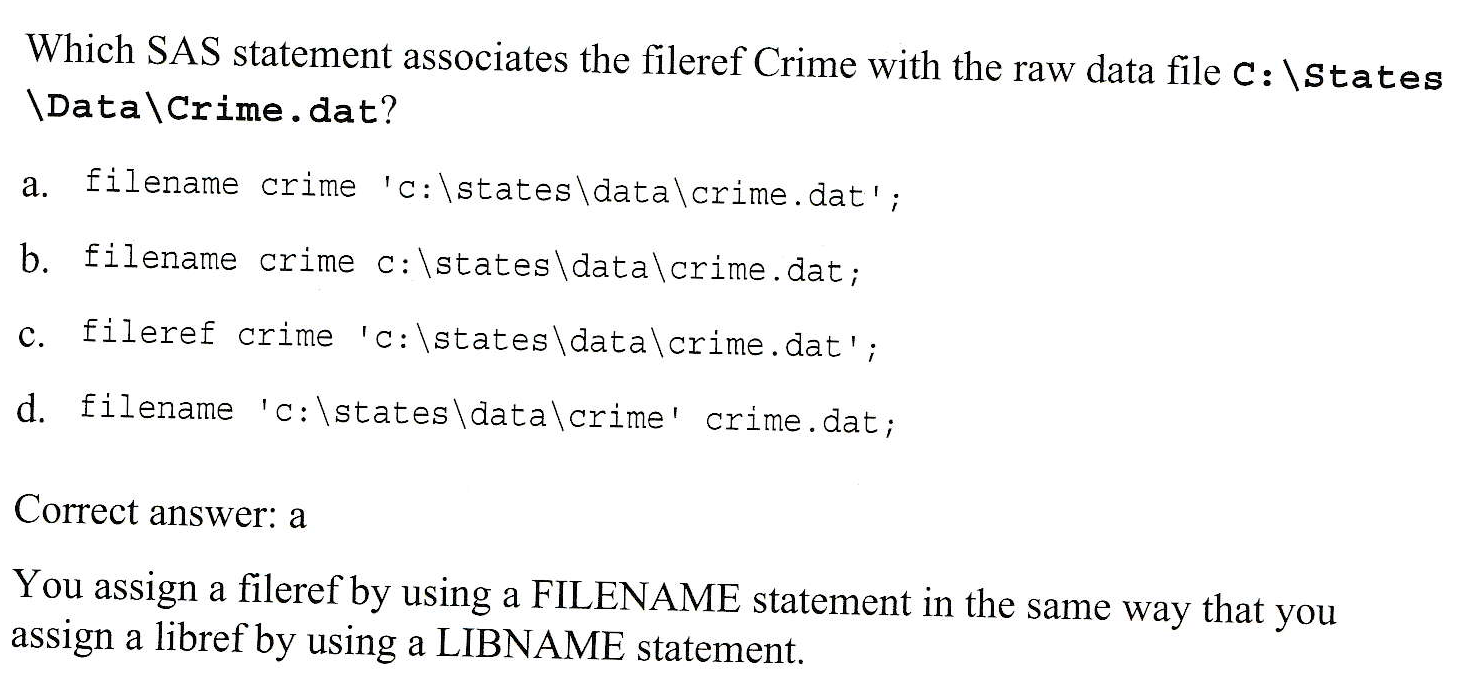 Which SAS statement associates the fileref Crime with the raw data file C:\States
\Data\Crime.dat?
a. filename crime 'c:\states\data\crime.dat';
b. filename crime c:\states\data\crime.dat;
c. fileref crime 'c:\states\data\crime.dat';
d. filename 'c:\states\data\crime' crime.dat;
Correct answer: a
You assign a fileref by using a FILENAME statement in the same way that you
assign a libref by using a LIBNAME statement.